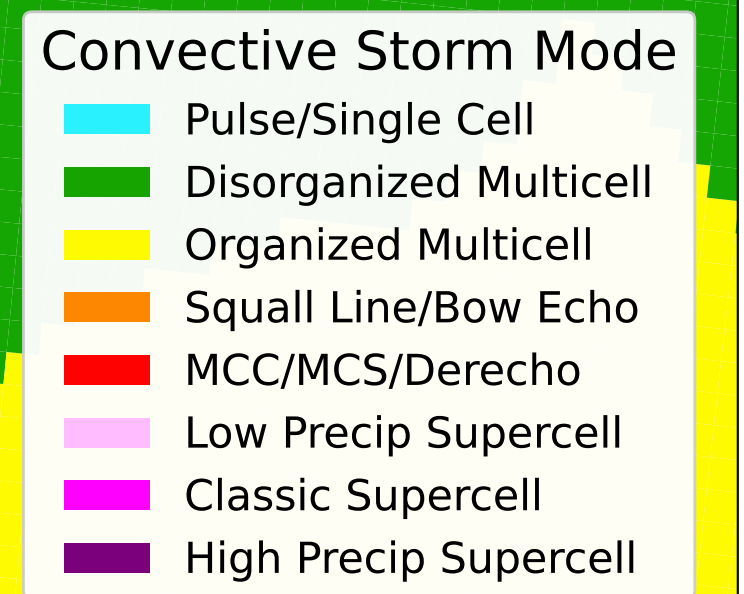 Convective Storm Mode
Pulse/Single Cell
Disorganized Multicell
Organized Multicell
Squall Line/Bow Echo
MCC/MCS/Derecho
Low Precip Supercell
Classic Supercell
High Precip Supercell